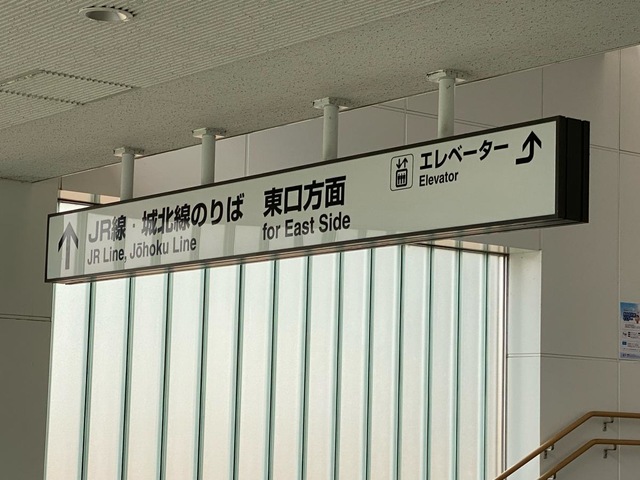 JR線・城北線のりば 東口方面
JR Line, Jōhoku Line for East Side
エレベーター
Elevator